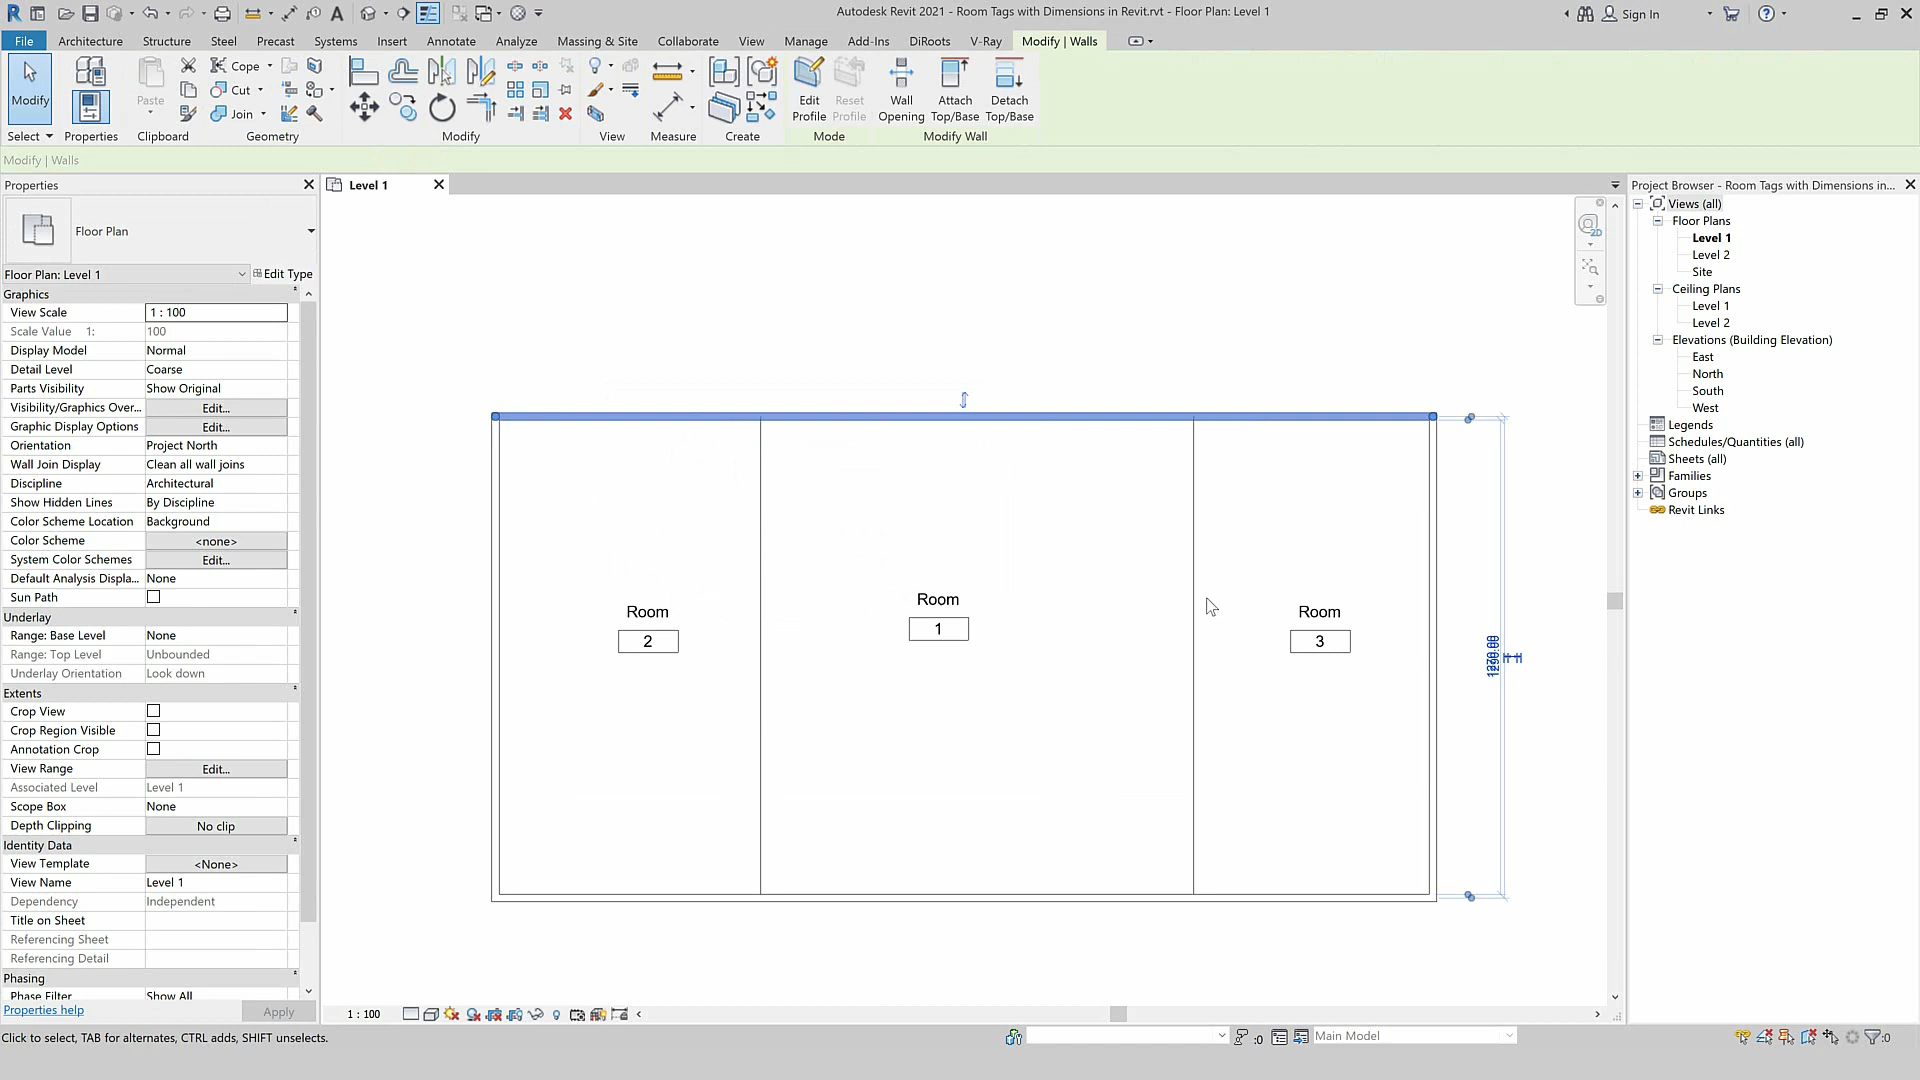 Autodesk Revit 2021 - Room Tags with Dimensions in Revit.rvt - Floor Plan: Level 1
Sign In
File Architecture Structure Steel Precast Systems Insert Annotate Analyze Massing & Site Collaborate View Manage Add-Ins DiRoots V-Ray Modify | Walls
Modify
Select
Properties
Paste
Clipboard
Cope
Cut
Join
Geometry
Modify
View
Measure
Create
Edit
Profile
Reset
Profile
Mode
Wall
Opening
Attach
Top/Base
Detach
Top/Base
Modify Wall
Modify | Walls
Properties
Floor Plan
Floor Plan: Level 1
Edit Type
Graphics
View Scale 1 : 100
Scale Value 1: 100
Display Model Normal
Detail Level Coarse
Parts Visibility Show Original
Visibility/Graphics Over... Edit...
Graphic Display Options Edit...
Orientation Project North
Wall Join Display Clean all wall joins
Discipline Architectural
Show Hidden Lines By Discipline
Color Scheme Location Background
Color Scheme <none>
System Color Schemes Edit...
Default Analysis Displa... None
Sun Path
Underlay
Range: Base Level None
Range: Top Level Unbounded
Underlay Orientation Look down
Extents
Crop View
Crop Region Visible
Annotation Crop
View Range Edit...
Associated Level Level 1
Scope Box None
Depth Clipping No clip
Identity Data
View Template <None>
View Name Level 1
Dependency Independent
Title on Sheet
Referencing Sheet
Referencing Detail
Phasing
Phase Filter Show All
Properties help
Apply
Level 1
2D
Room
2
Room
1
Room
3
1 : 100
Project Browser - Room Tags with Dimensions in...
Views (all)
Floor Plans
Level 1
Level 2
Site
Ceiling Plans
Level 1
Level 2
Elevations (Building Elevation)
East
North
South
West
Legends
Schedules/Quantities (all)
Sheets (all)
Families
Groups
Revit Links
Click to select, TAB for alternates, CTRL adds, SHIFT unselects.
:0
Main Model
:0